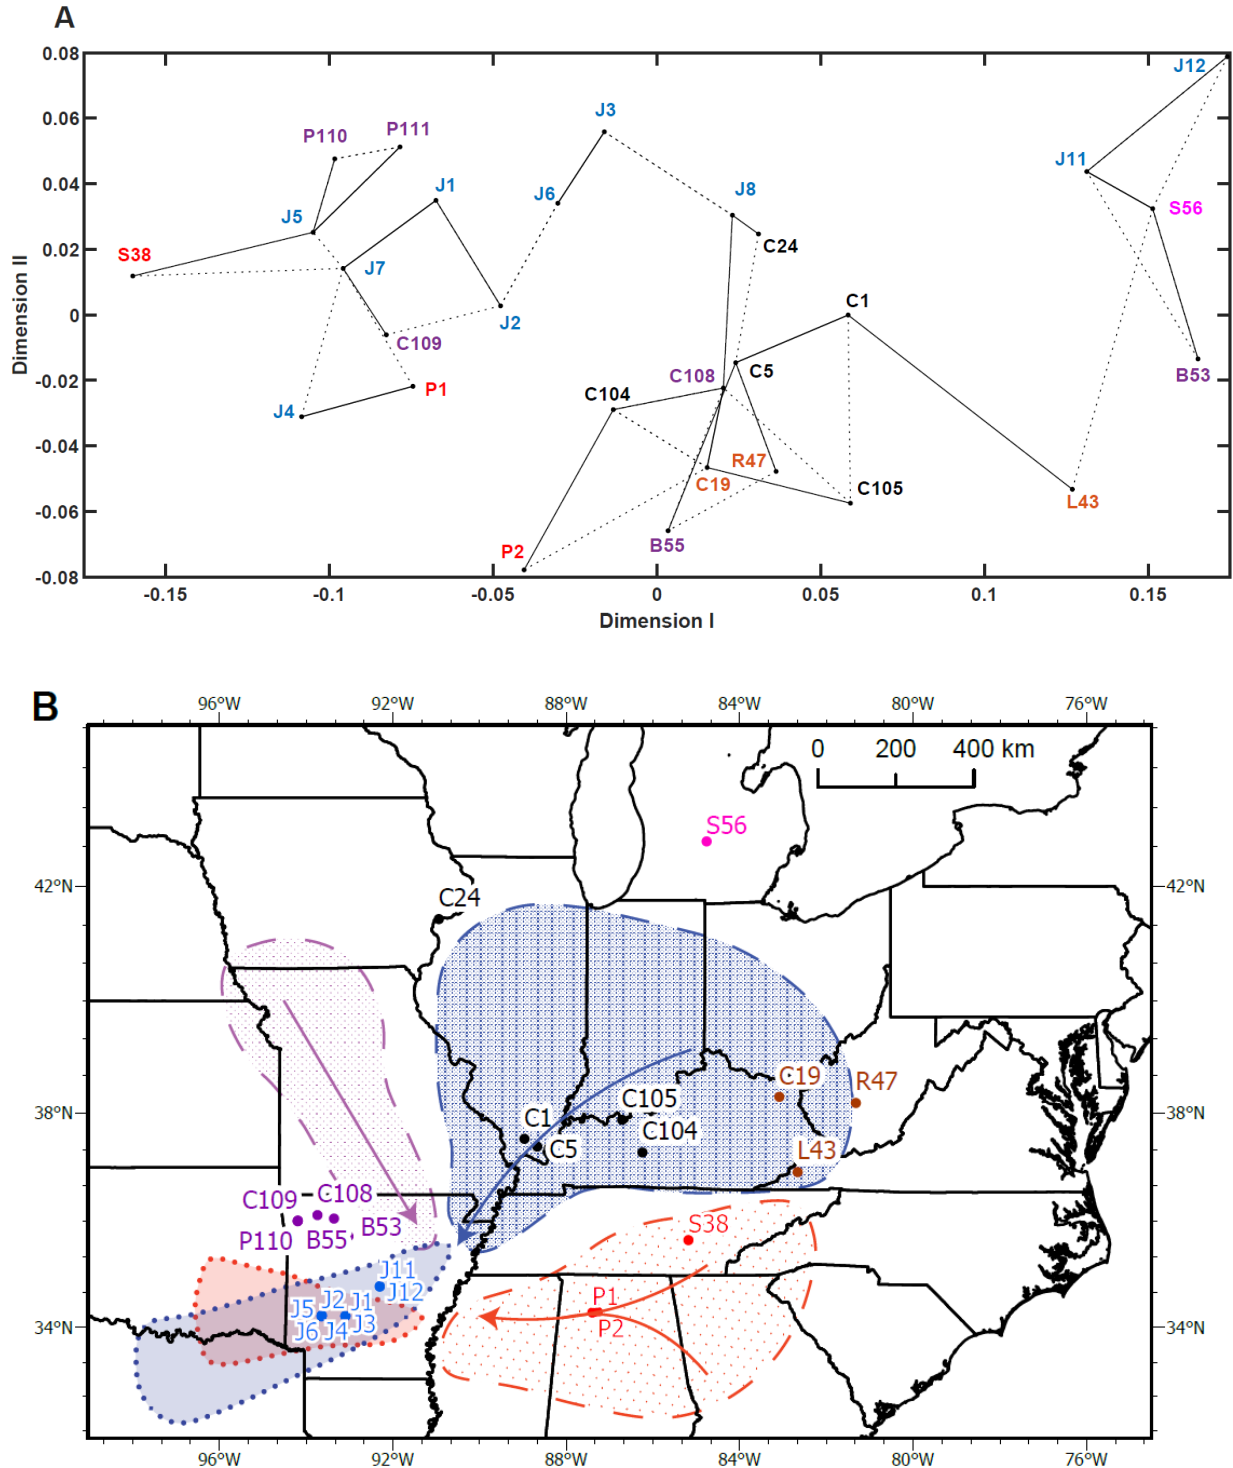 A
0.08
J12
J3
P111
P110
0.06
J11
J1
J8
0.04
J6
S56
J5
C24
0.02
S38
J7
C1
Dimension II
0
J2
C109
C5
B53
-0.02
C108
P1
C104
J4
-0.04
R47
C19
C105
L43
-0.06
B55
P2
-0.08
-0.15
-0.1
-0.05
0
0.05
0.1
0.15
Dimension I
B
96°W
92°W
88°W
84°W
80°W
76°W
0
200
400 km
S56
42°N
42°N
C24
C19
R47
C105
38°N
C1
38°N
C104
C5
L43
C109
C108
P110
B55
B53
S38
J11
J12
J5
J2
J1
P1
J6
J4
J3
P2
34°N
34°N
96°W
92°W
88°W
84°W
80°W
76°W